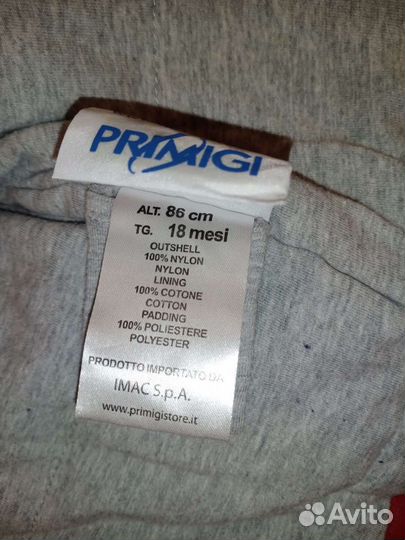 PRIMIGI
ALT. 86 cm
TG. 18 mesi
OUTSHELL
100% NYLON
NYLON
LINING
100% COTONE
COTTON
PADDING
100% POLIESTERE
POLYESTER
PRODOTTO IMPORTATO DA
IMAC S.p.A.
www.primigistore.it
Avito